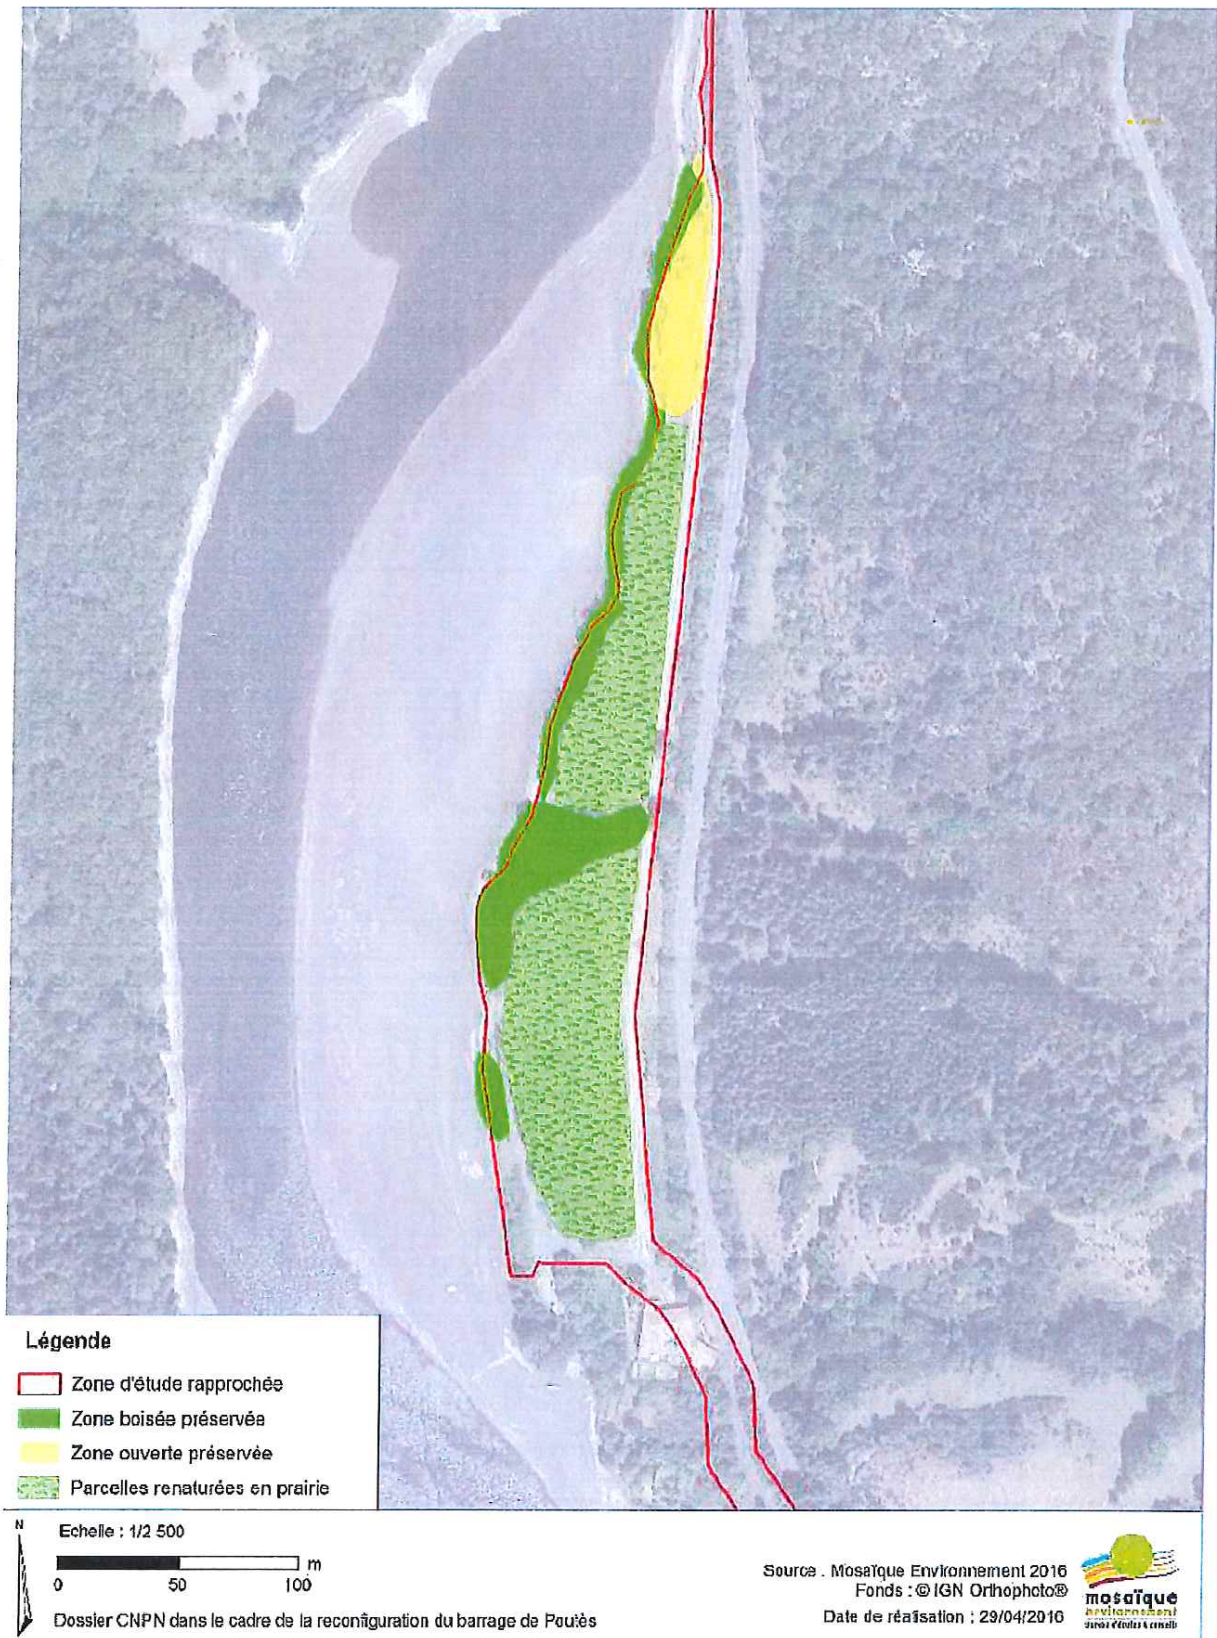 Légende
Zone d'étude rapprochée
Zone boisée préservée
Zone ouverte préservée
Parcelles renaturées en prairie
N
Echelle : 1/2 500
m
0 50 100
Dossier CNPN dans le cadre de la reconfiguration du barrage de Poutès
Source . Mosaïque Environnement 2016
Fonds : © IGN Orthophoto®
Date de réalisation : 29/04/2016
mosaïque
environnement